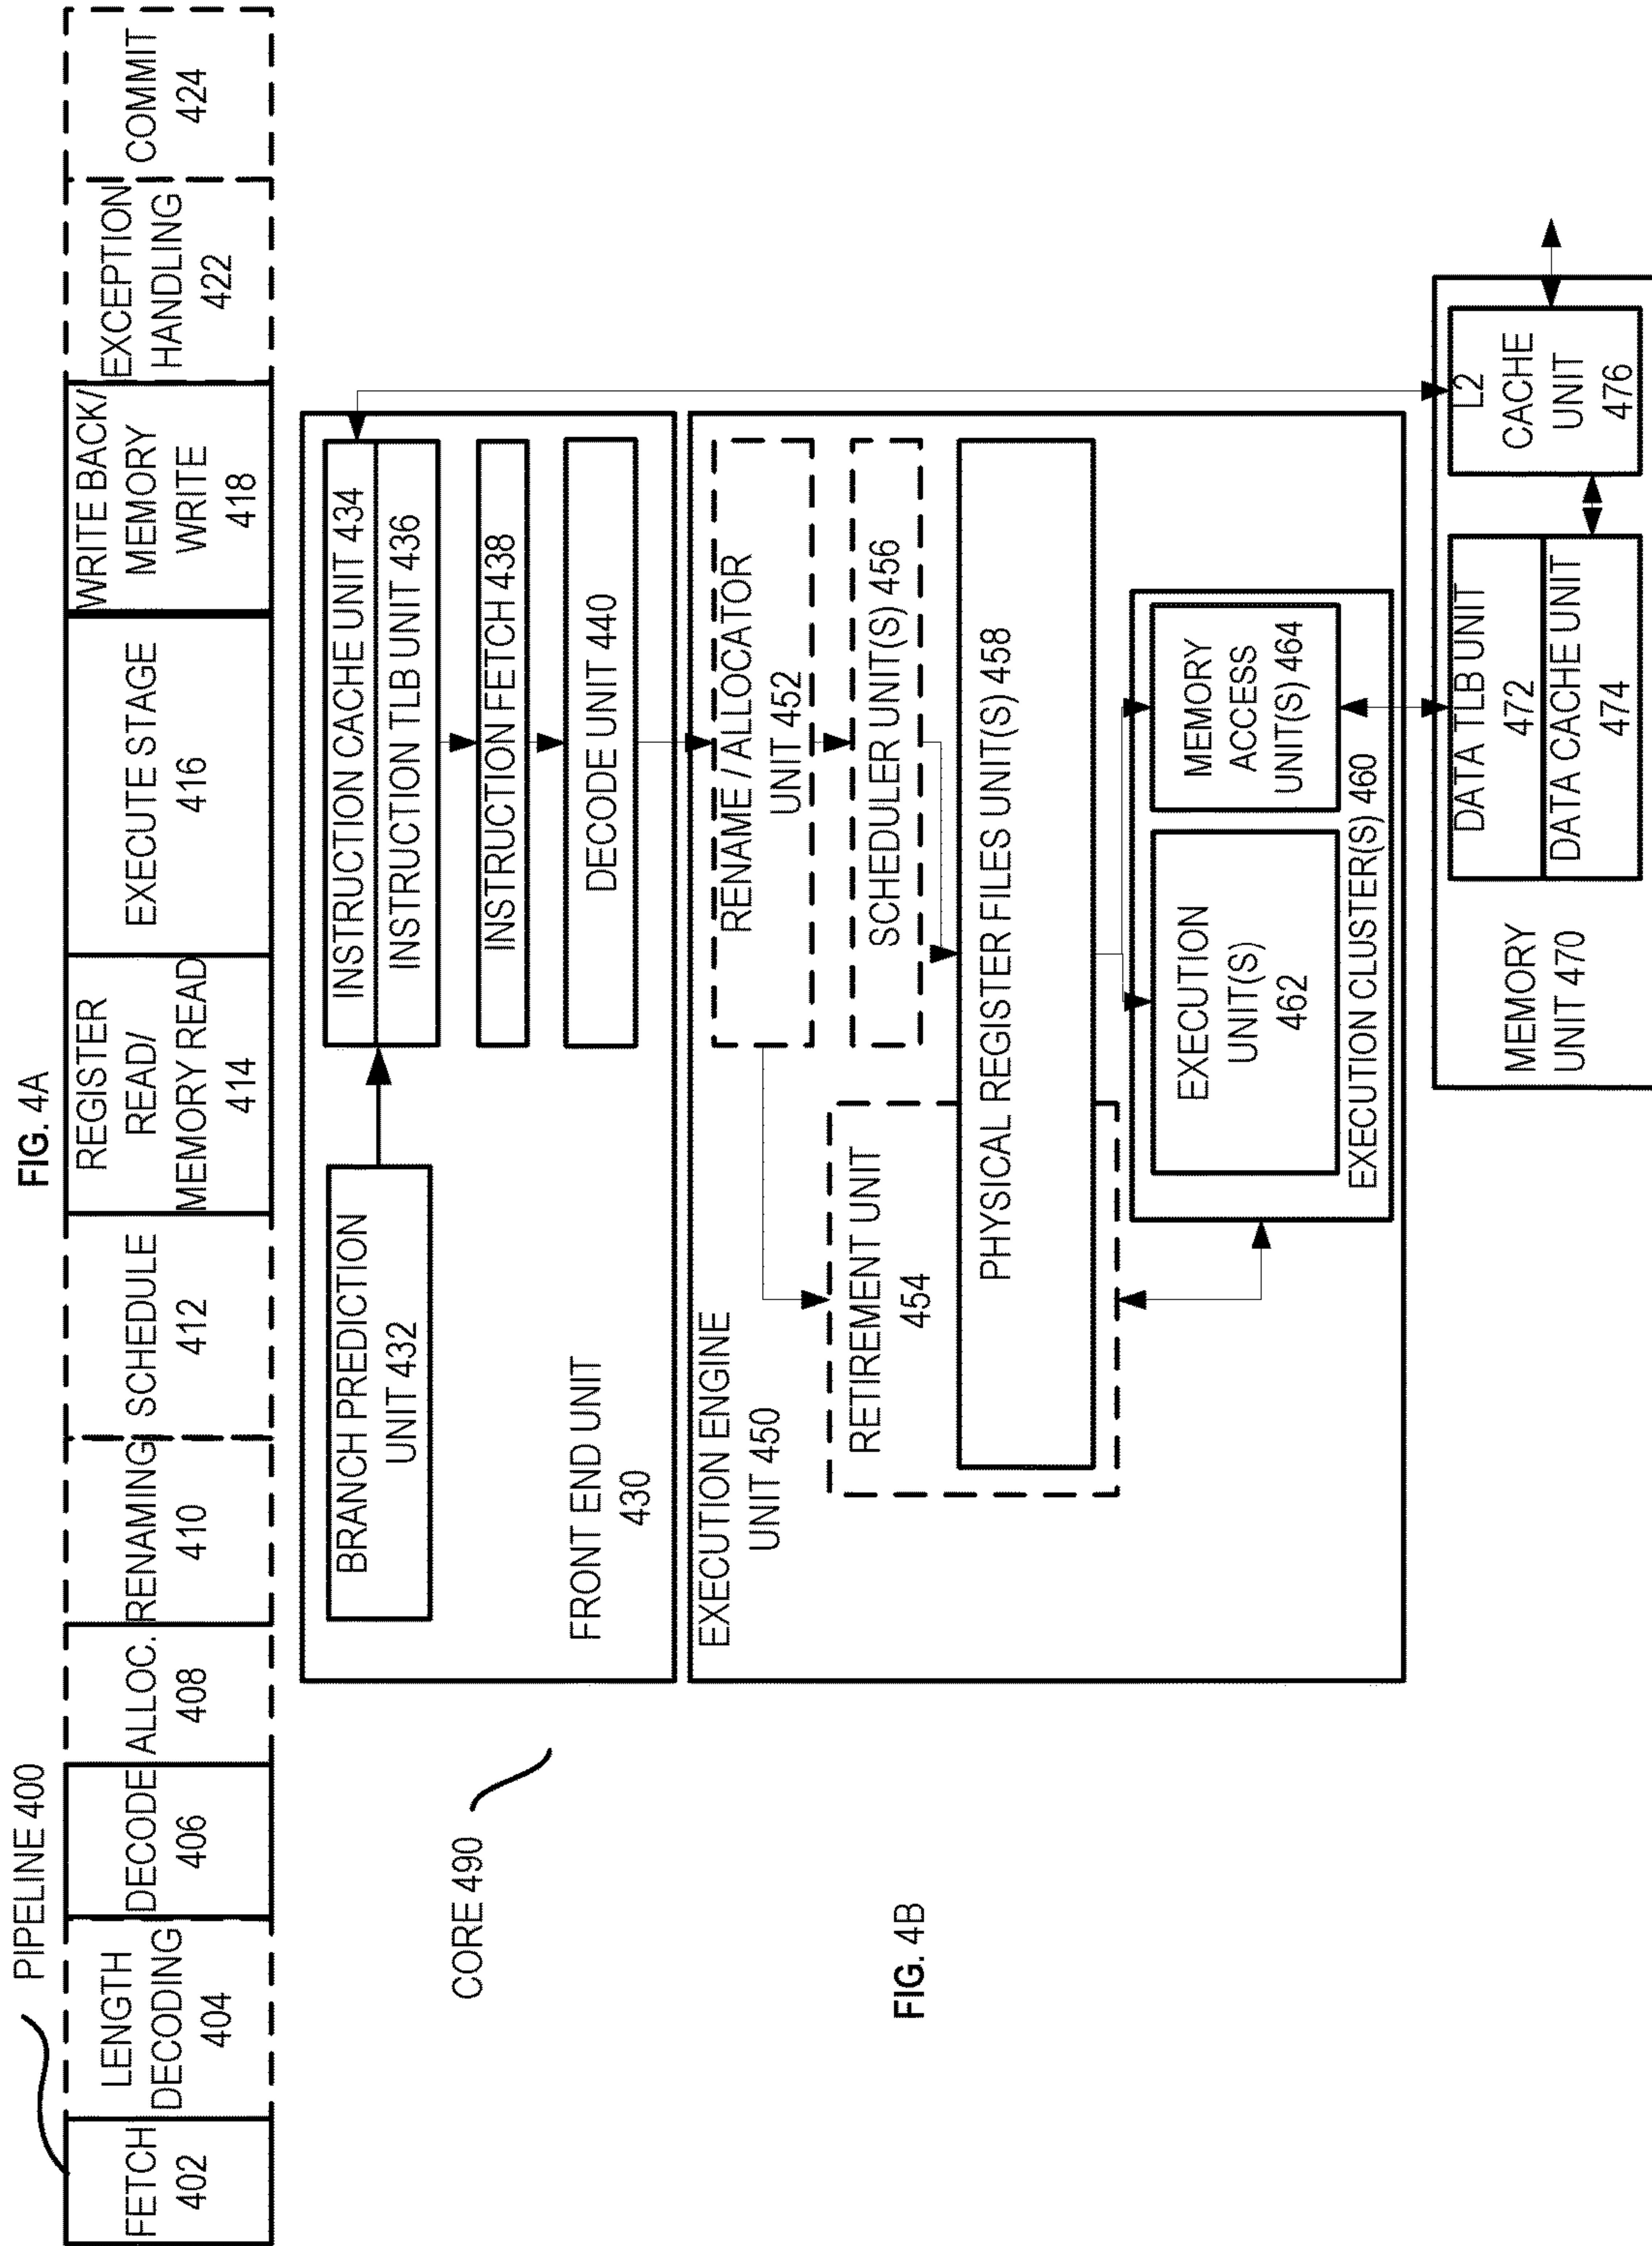 FIG. 4A
PIPELINE 400
FETCH
402
LENGTH
DECODING
404
DECODE
406
ALLOC.
408
RENAMING
410
SCHEDULE
412
REGISTER
READ/
MEMORY READ
414
EXECUTE STAGE
416
WRITE BACK/
MEMORY
WRITE
418
EXCEPTION
HANDLING
422
COMMIT
424
CORE 490
BRANCH PREDICTION
UNIT 432
INSTRUCTION CACHE UNIT 434
INSTRUCTION TLB UNIT 436
INSTRUCTION FETCH 438
DECODE UNIT 440
FRONT END UNIT
430
EXECUTION ENGINE
UNIT 450
RENAME / ALLOCATOR
UNIT 452
RETIREMENT UNIT
454
SCHEDULER UNIT(S) 456
PHYSICAL REGISTER FILES UNIT(S) 458
EXECUTION
UNIT(S)
462
MEMORY
ACCESS
UNIT(S) 464
EXECUTION CLUSTER(S) 460
MEMORY
UNIT 470
DATA TLB UNIT
472
DATA CACHE UNIT
474
L2
CACHE
UNIT
476
FIG. 4B